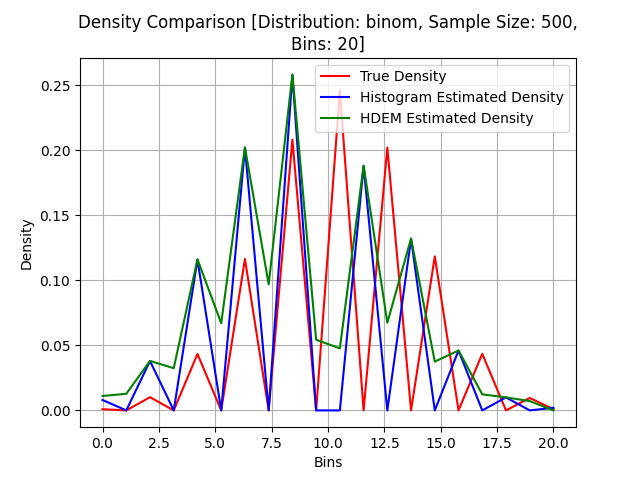 Density Comparison [Distribution: binom, Sample Size: 500,
Bins: 20]
True Density
Histogram Estimated Density
HDEM Estimated Density
Density
0.25
0.20
0.15
0.10
0.05
0.00
0.0 2.5 5.0 7.5 10.0 12.5 15.0 17.5 20.0
Bins